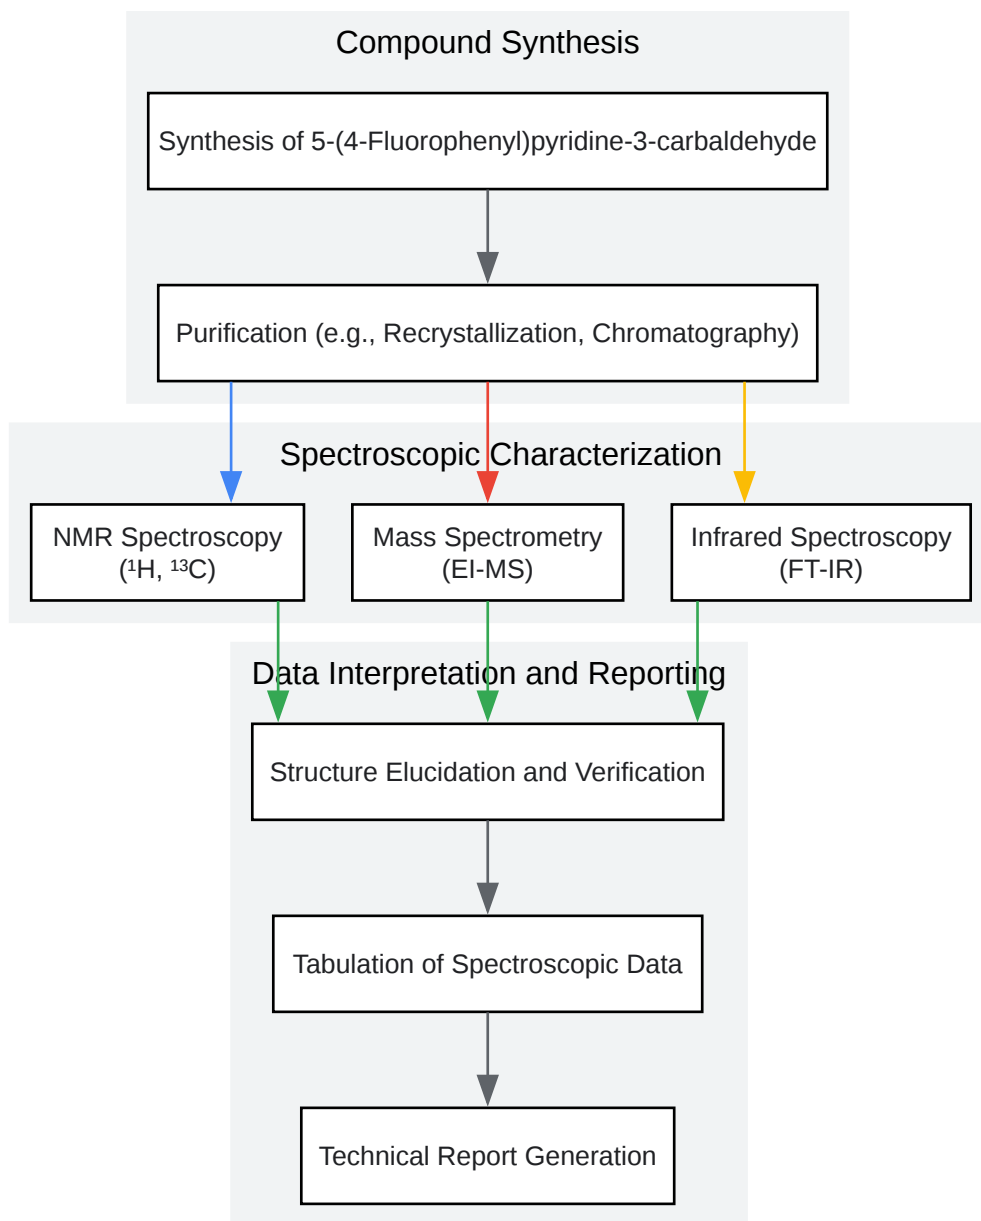 Compound Synthesis
Synthesis of 5-(4-Fluorophenyl)pyridine-3-carbaldehyde
Purification (e.g., Recrystallization, Chromatography)
Spectroscopic Characterization
NMR Spectroscopy
(¹H, ¹³C)
Mass Spectrometry
(EI-MS)
Infrared Spectroscopy
(FT-IR)
Data Interpretation and Reporting
Structure Elucidation and Verification
Tabulation of Spectroscopic Data
Technical Report Generation